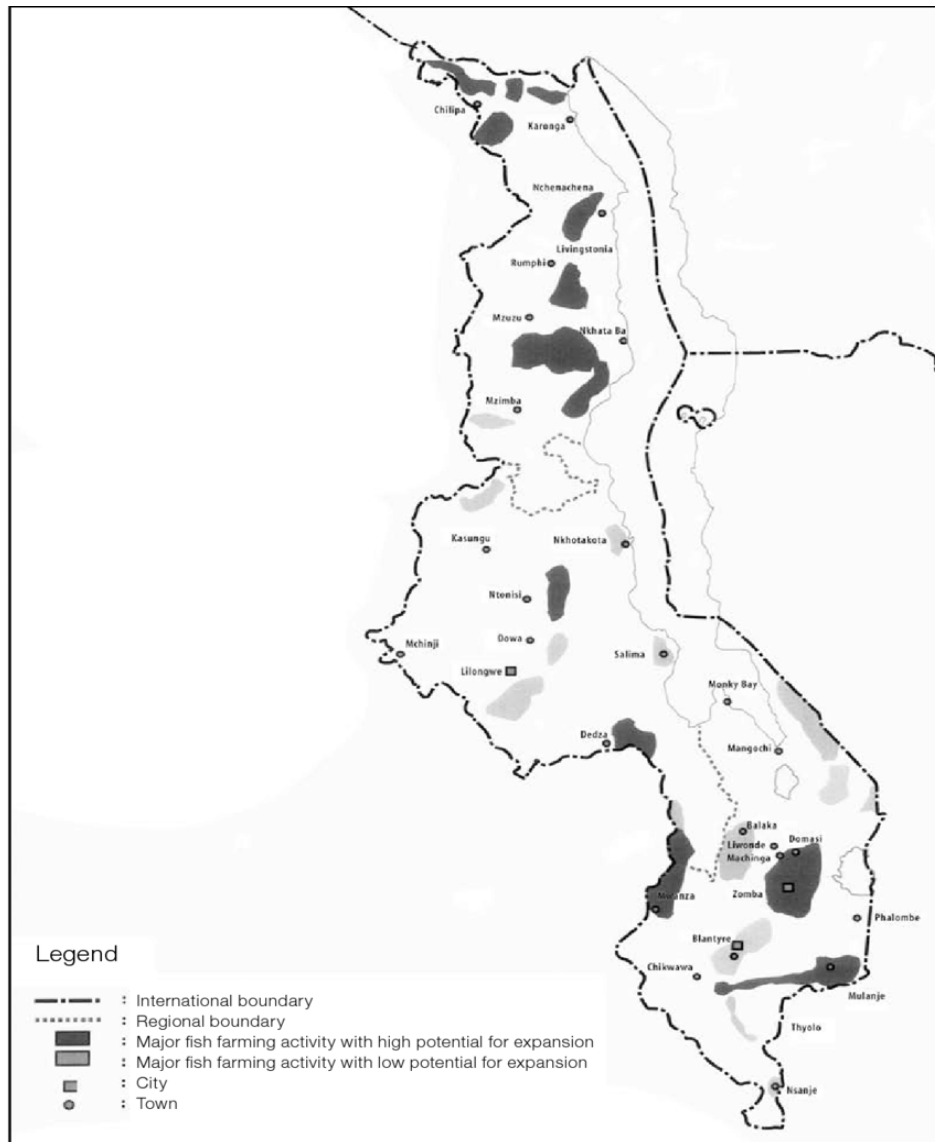 Chilipa
Karonga
Nchenachena
Livingstonia
Rumphi
Mzuzu
Nkhata Ba
Mzimba
Kasungu
Nkhotakota
Ntenisi
Dowa
Mchinji
Lilongwe
Salima
Monky Bay
Dedza
Mangochi
Balaka
Liwonde
Domasi
Machinga
Zomba
Mwanza
Phalombe
Blantyre
Chikwawa
Mulanje
Thyolo
Nsanje
Legend
: International boundary
: Regional boundary
: Major fish farming activity with high potential for expansion
: Major fish farming activity with low potential for expansion
: City
: Town